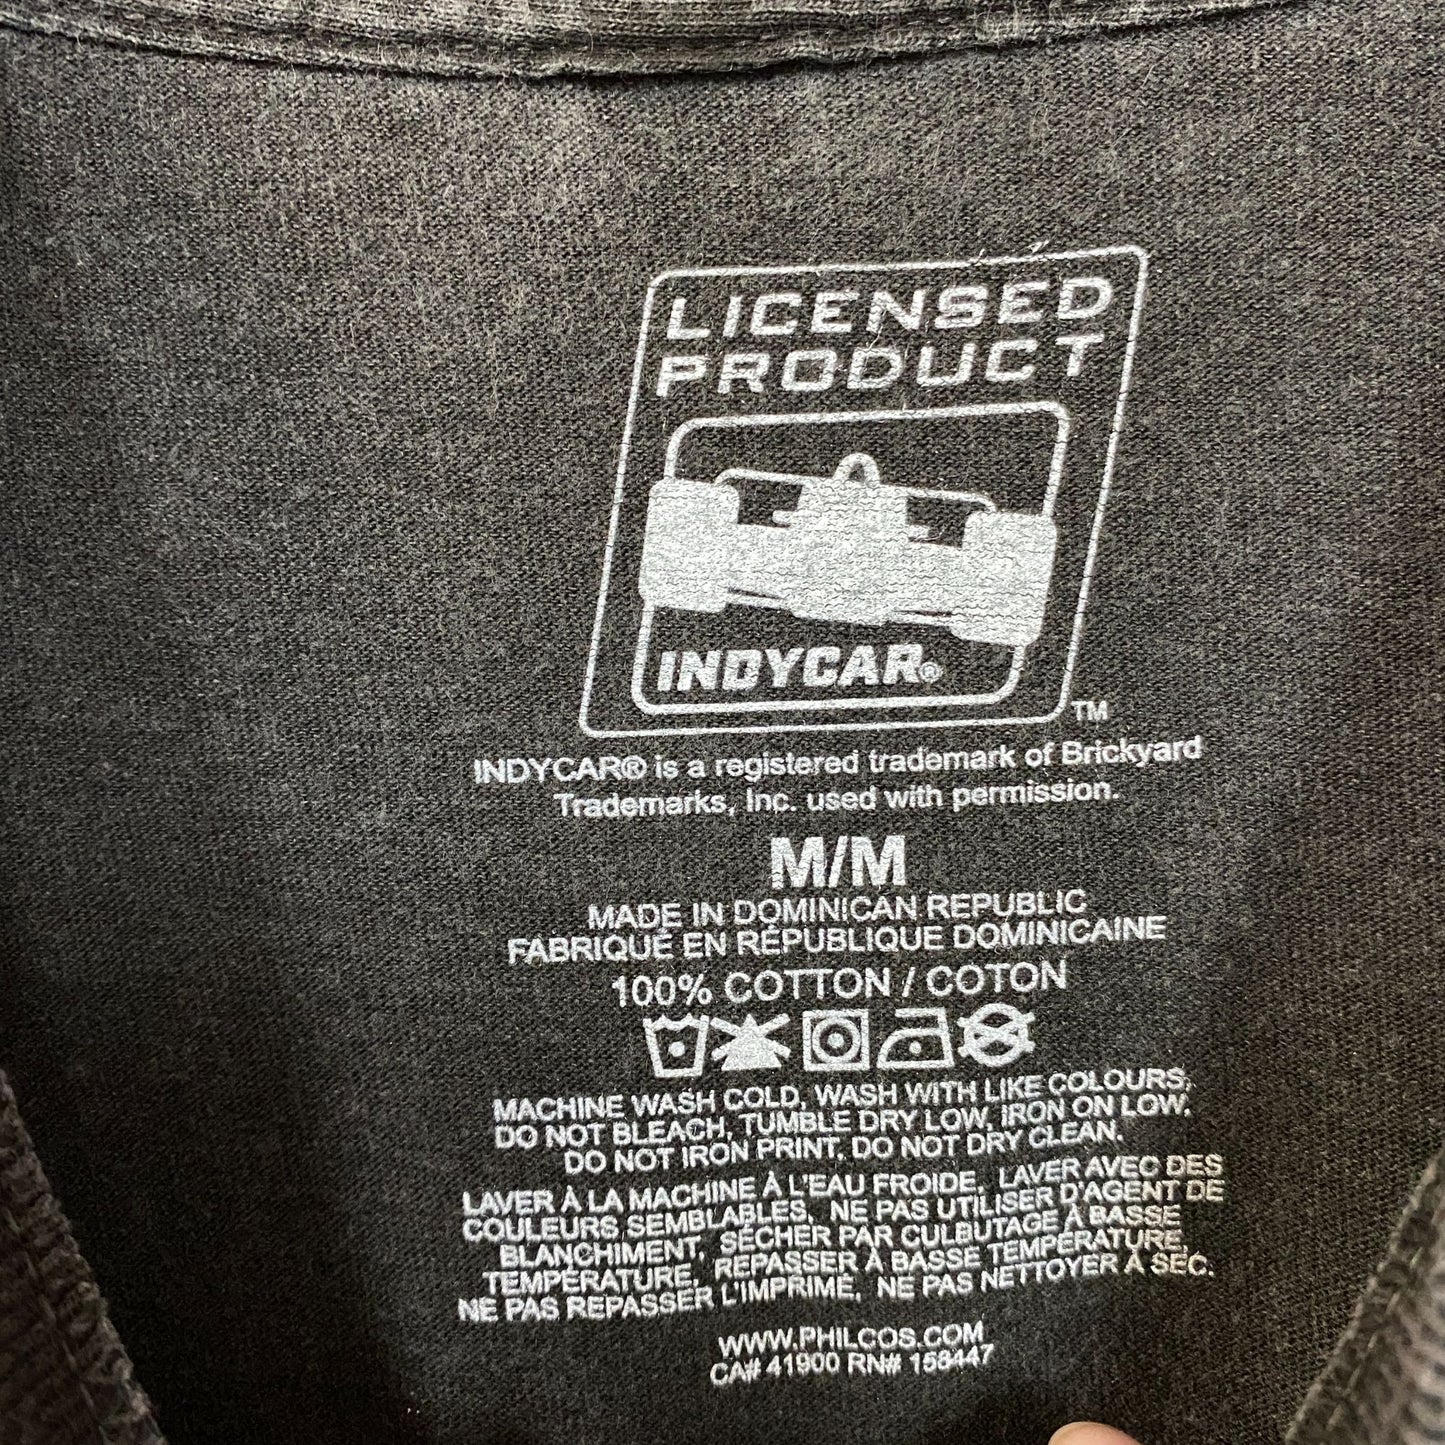 LICENSED
PRODUCT
INDYCAR®
TM
INDYCAR® is a registered trademark of Brickyard
Trademarks, Inc. used with permission.
M/M
MADE IN DOMINICAN REPUBLIC
FABRIQUÉ EN RÉPUBLIQUE DOMINICAINE
100% COTTON / COTON
MACHINE WASH COLD, WASH WITH LIKE COLOURS,
DO NOT BLEACH, TUMBLE DRY LOW, IRON ON LOW.
DO NOT IRON PRINT, DO NOT DRY CLEAN.
LAVER À LA MACHINE À L'EAU FROIDE, LAVER AVEC DES
COULEURS SEMBLABLES, NE PAS UTILISER D'AGENT DE
BLANCHIMENT, SÉCHER PAR CULBUTAGE À BASSE
TEMPÉRATURE, REPASSER À BASSE TEMPÉRATURE,
NE PAS REPASSER L'IMPRIMÉ, NE PAS NETTOYER À SEC.
WWW.PHILCOS.COM
CA# 41900 RN# 158447